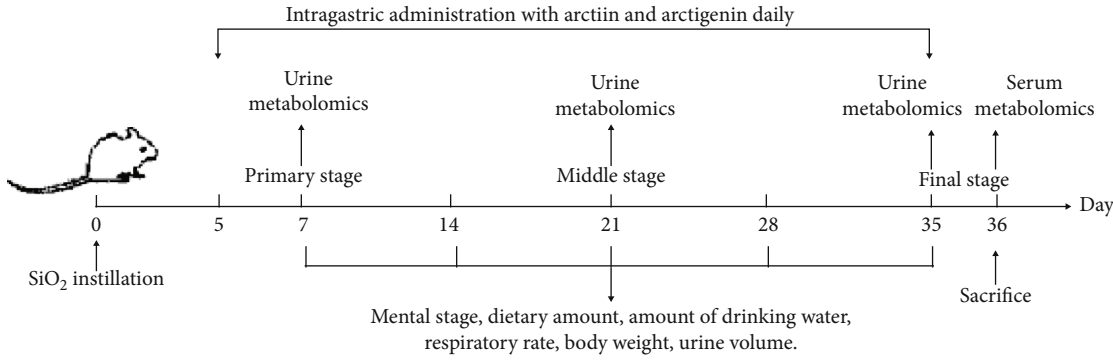 Intragastric administration with arctiin and arctigenin daily
Urine
metabolomics
Urine
metabolomics
Urine
metabolomics
Serum
metabolomics
Primary stage
Middle stage
Final stage
0
5
7
14
21
28
35
36
Day
SiO₂ instillation
Sacrifice
Mental stage, dietary amount, amount of drinking water,
respiratory rate, body weight, urine volume.